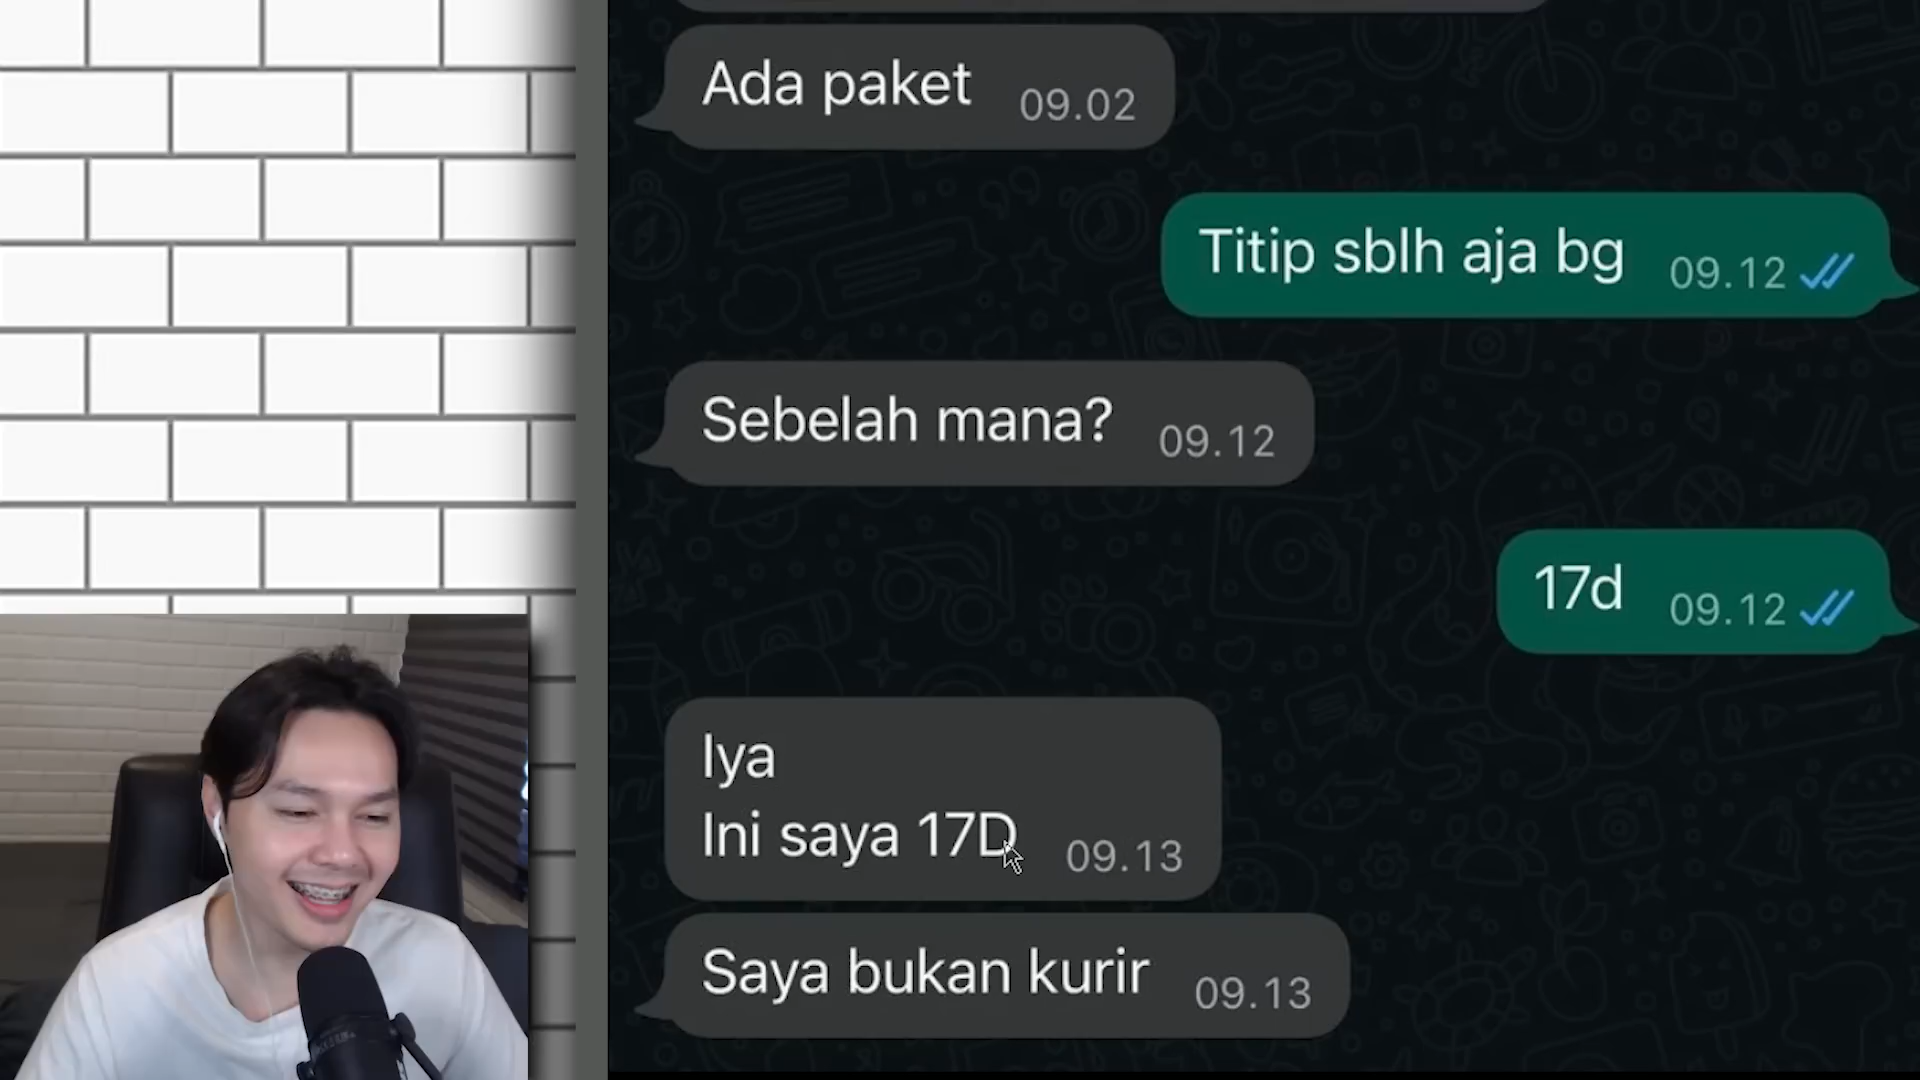 Ada paket 09.02
Titip sblh aja bg 09.12
Sebelah mana? 09.12
17d 09.12
Iya
Ini saya 17D 09.13
Saya bukan kurir 09.13